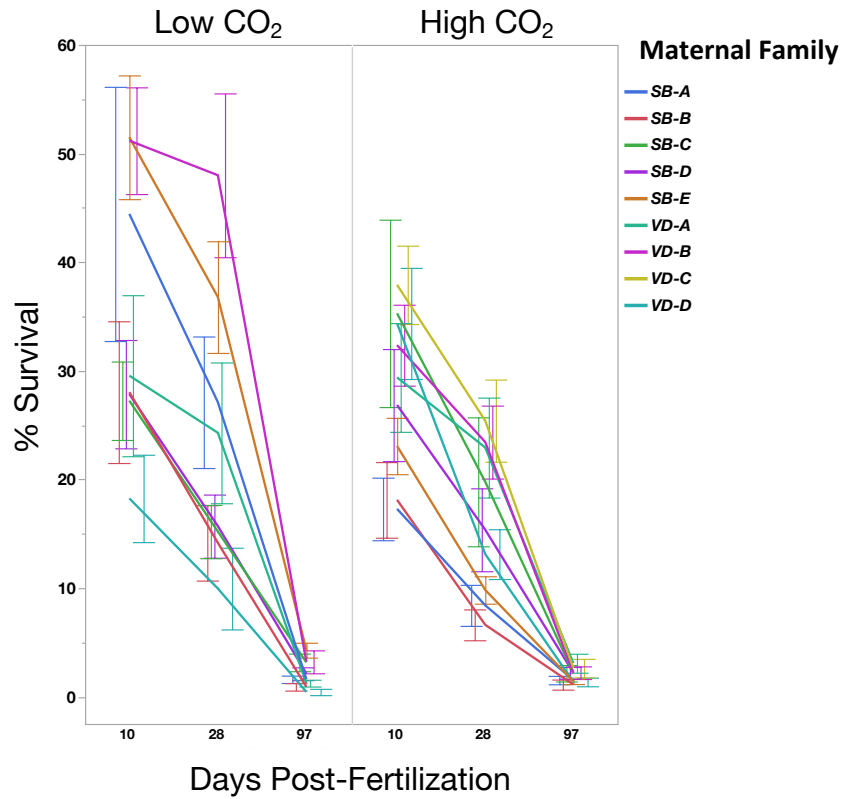 Low CO₂ High CO₂
Maternal Family
SB-A
SB-B
SB-C
SB-D
SB-E
VD-A
VD-B
VD-C
VD-D
% Survival
60
50
40
30
20
10
0
10 28 97 10 28 97
Days Post-Fertilization